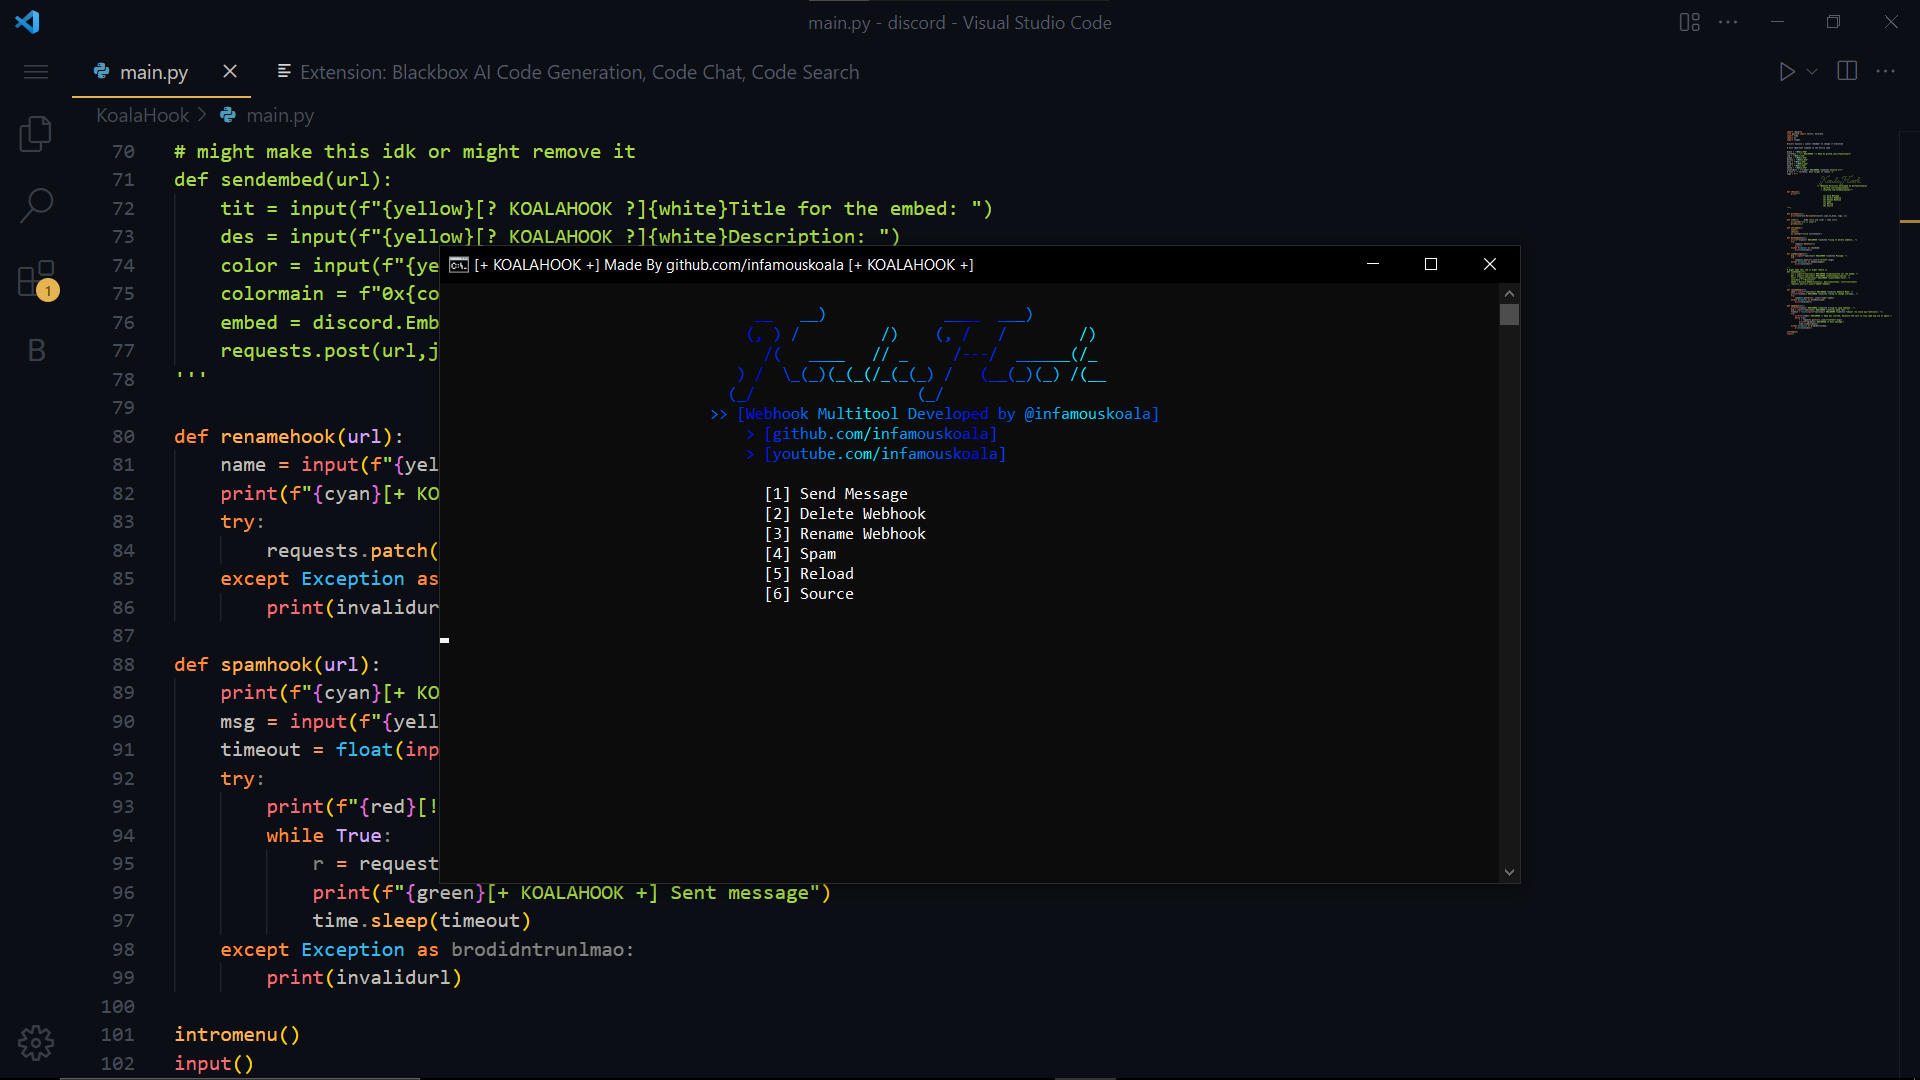 main.py - discord - Visual Studio Code
main.py
Extension: Blackbox AI Code Generation, Code Chat, Code Search
KoalaHook > main.py
1
B
70 # might make this idk or might remove it
71 def sendembed(url):
72 tit = input(f"{yellow}[? KOALAHOOK ?]{white}Title for the embed: ")
73 des = input(f"{yellow}[? KOALAHOOK ?]{white}Description: ")
74 color = input(f"{ye
75 colormain = f"0x{co
76 embed = discord.Emb
77 requests.post(url,j
78 '''
79
80 def renamehook(url):
81 name = input(f"{yel
82 print(f"{cyan}[+ KO
83 try:
84 requests.patch(
85 except Exception as
86 print(invalidur
87
88 def spamhook(url):
89 print(f"{cyan}[+ KO
90 msg = input(f"{yell
91 timeout = float(inp
92 try:
93 print(f"{red}[!
94 while True:
95 r = request
96 print(f"{green}[+ KOALAHOOK +] Sent message")
97 time.sleep(timeout)
98 except Exception as brodidntrunlmao:
99 print(invalidurl)
100
101 intromenu()
102 input()
[+ KOALAHOOK +] Made By github.com/infamouskoala [+ KOALAHOOK +]
KoalaHook
>> [Webhook Multitool Developed by @infamouskoala]
> [github.com/infamouskoala]
> [youtube.com/infamouskoala]
[1] Send Message
[2] Delete Webhook
[3] Rename Webhook
[4] Spam
[5] Reload
[6] Source